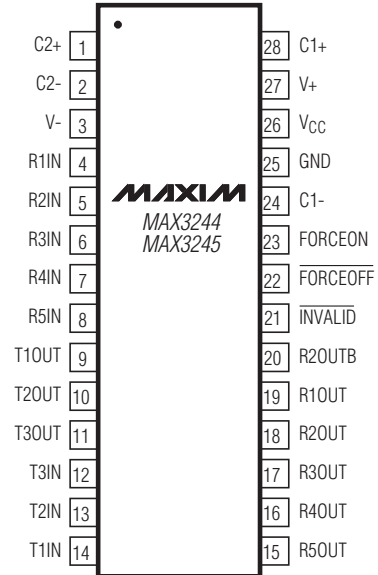 C2+ 1 28 C1+
C2- 2 27 V+
V- 3 26 VCC
R1IN 4 25 GND
R2IN 5 MAXIM 24 C1-
R3IN 6 MAX3244 23 FORCEON
MAX3245
R4IN 7 22 FORCEOFF
R5IN 8 21 INVALID
T1OUT 9 20 R2OUTB
T2OUT 10 19 R1OUT
T3OUT 11 18 R2OUT
T3IN 12 17 R3OUT
T2IN 13 16 R4OUT
T1IN 14 15 R5OUT